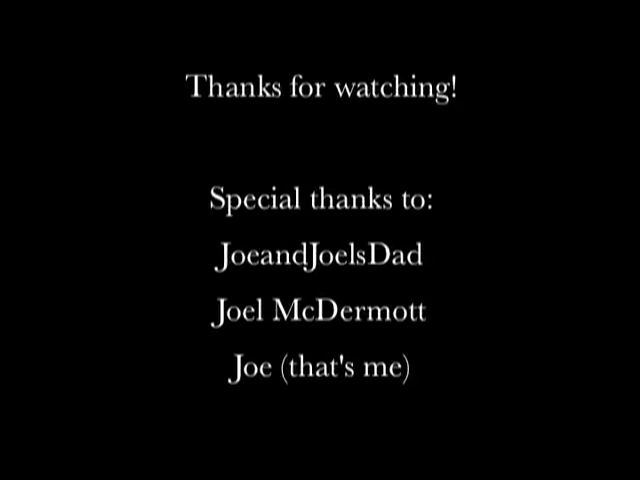 Thanks for watching!
Special thanks to:
JoeandJoelsDad
Joel McDermott
Joe (that's me)